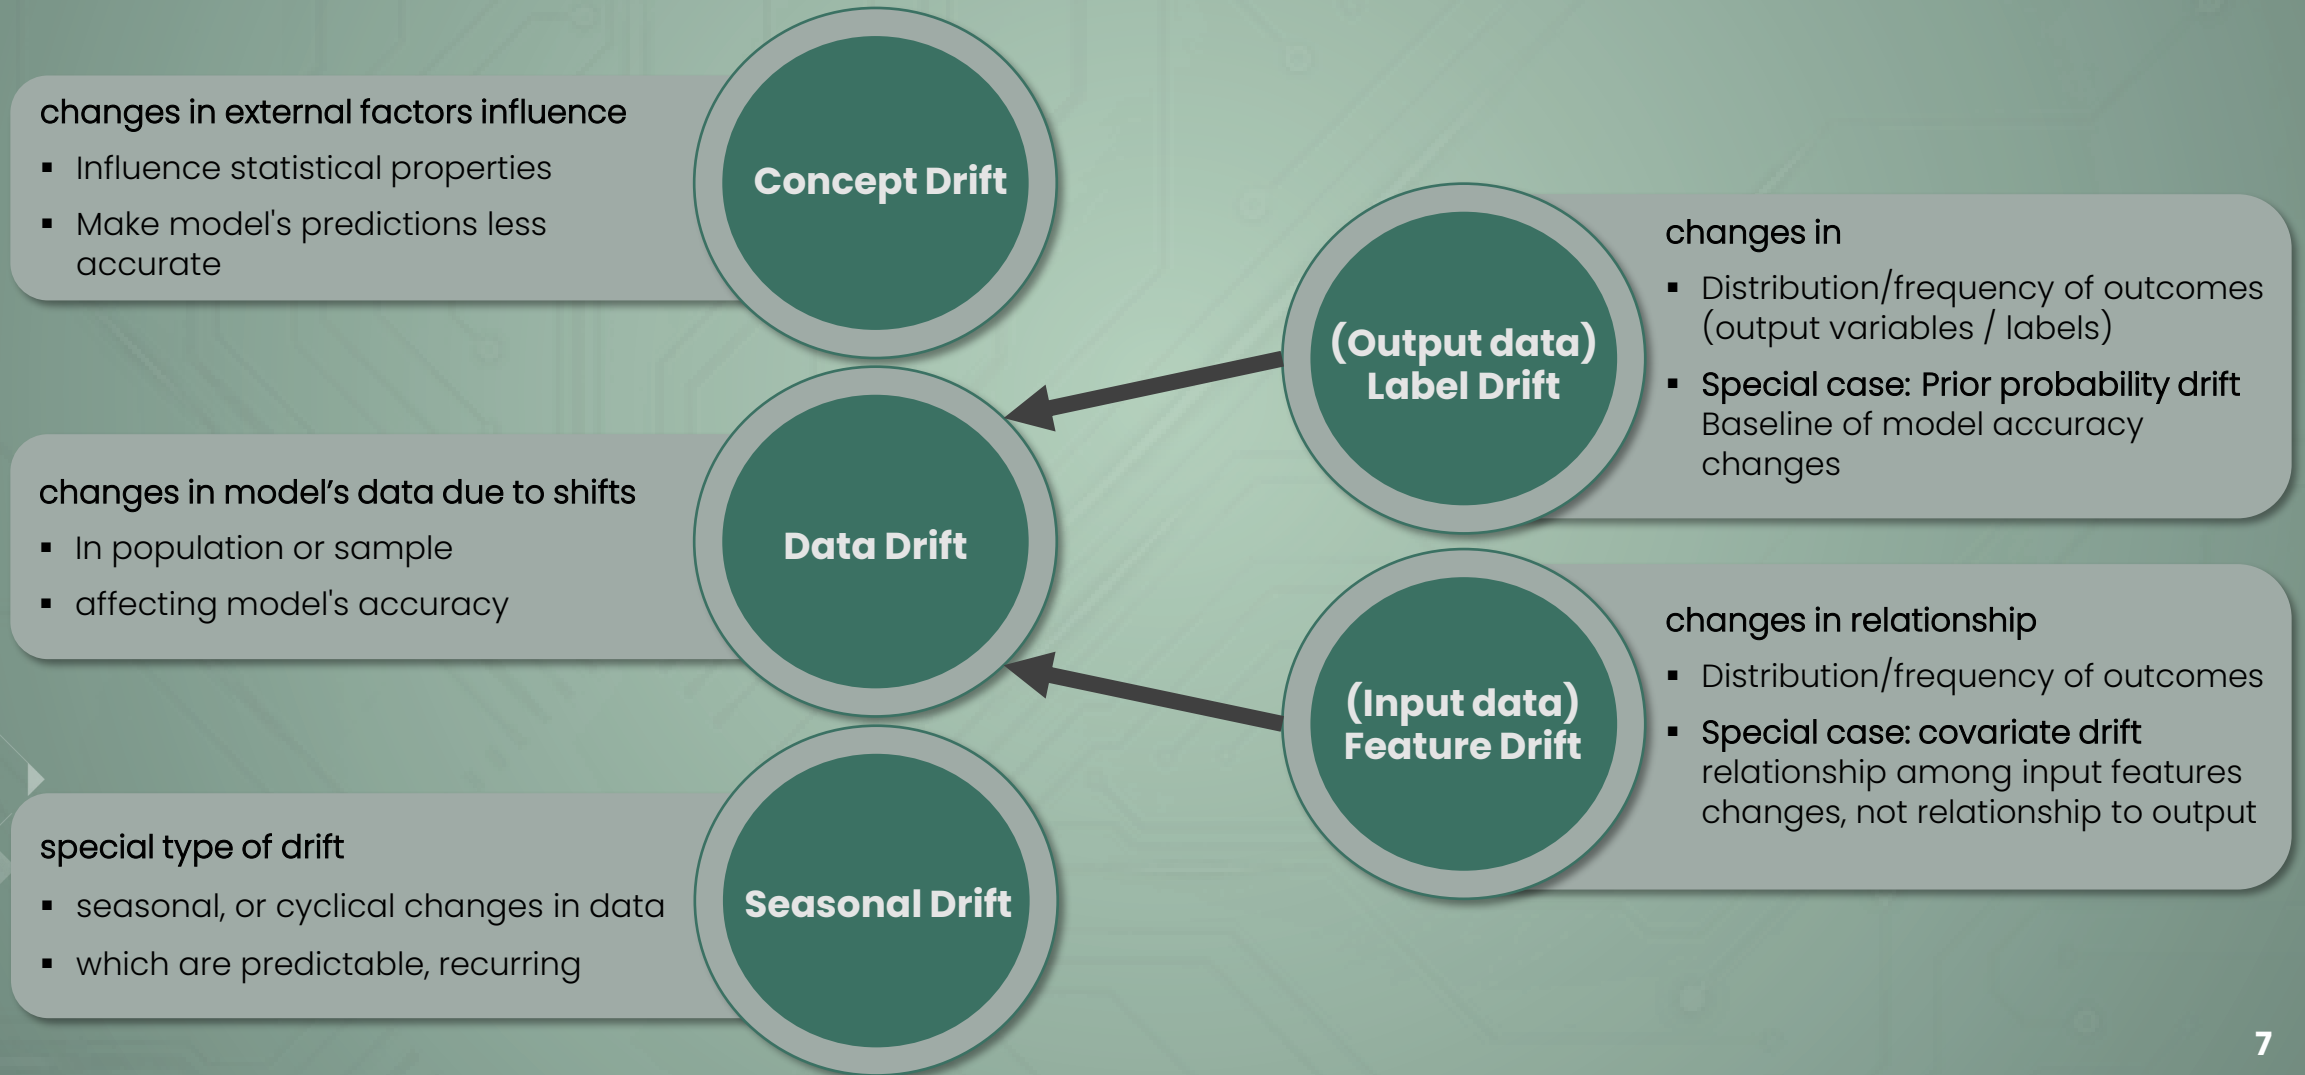 changes in external factors influence
▪ Influence statistical properties
▪ Make model's predictions less
accurate
Concept Drift
changes in model’s data due to shifts
▪ In population or sample
▪ affecting model's accuracy
Data Drift
special type of drift
▪ seasonal, or cyclical changes in data
▪ which are predictable, recurring
Seasonal Drift
(Output data)
Label Drift
changes in
▪ Distribution/frequency of outcomes
(output variables / labels)
▪ Special case: Prior probability drift
Baseline of model accuracy
changes
(Input data)
Feature Drift
changes in relationship
▪ Distribution/frequency of outcomes
▪ Special case: covariate drift
relationship among input features
changes, not relationship to output
7